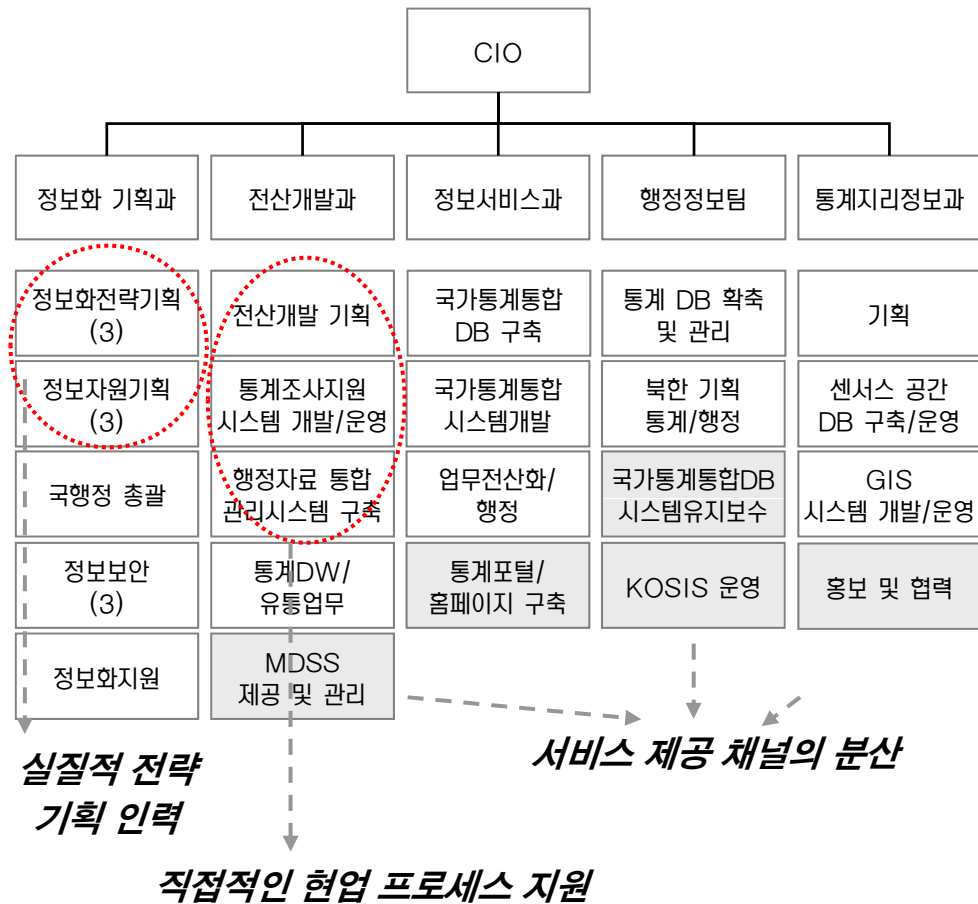 CIO
정보화 기획과
전산개발과
정보서비스과
행정정보팀
통계지리정보과
정보화전략기획
(3)
전산개발 기획
국가통계통합
DB 구축
통계 DB 확충
및 관리
기획
정보자원기획
(3)
통계조사지원
시스템 개발/운영
국가통계통합
시스템개발
북한 기획
통계/행정
센서스 공간
DB 구축/운영
국행정 총괄
행정자료 통합
관리시스템 구축
업무전산화/
행정
국가통계통합DB
시스템유지보수
GIS
시스템 개발/운영
정보보안
(3)
통계DW/
유통업무
통계포털/
홈페이지 구축
KOSIS 운영
홍보 및 협력
정보화지원
MDSS
제공 및 관리
실질적 전략
기획 인력
서비스 제공 채널의 분산
직접적인 현업 프로세스 지원